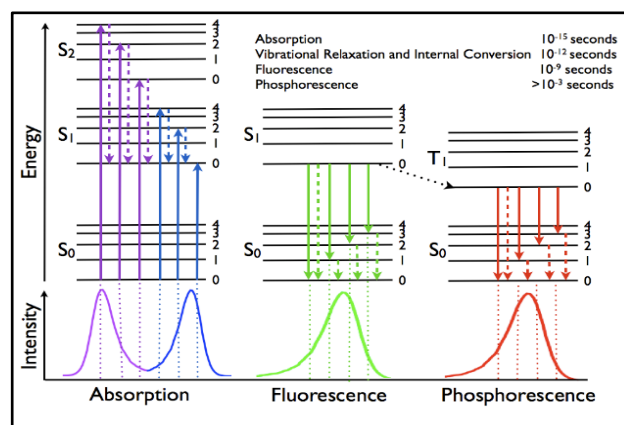 Absorption 10⁻¹⁵ seconds
Vibrational Relaxation and Internal Conversion 10⁻¹² seconds
Fluorescence 10⁻⁹ seconds
Phosphorescence >10⁻³ seconds
Energy
S₂
4
3
2
1
0
S₁
4
3
2
1
0
S₀
4
3
2
1
0
S₁
4
3
2
1
0
S₀
4
3
2
1
0
T₁
4
3
2
1
0
S₀
4
3
2
1
0
Intensity
Absorption
Fluorescence
Phosphorescence